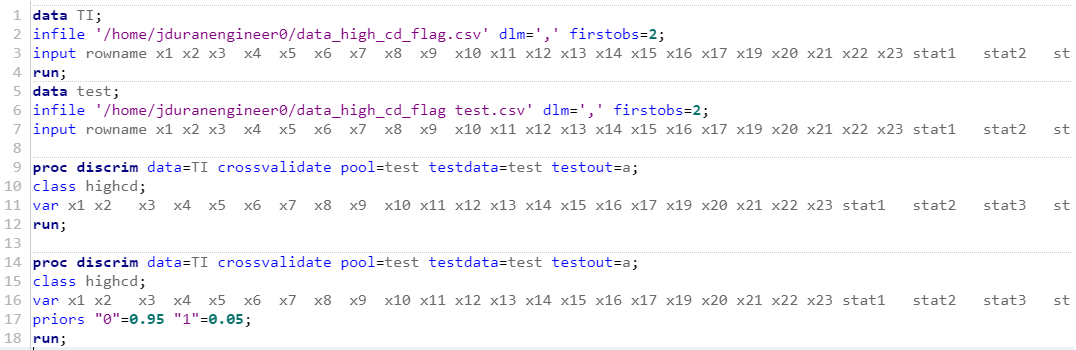 1 data TI;
2 infile '/home/jduranengineer0/data_high_cd_flag.csv' dlm=',' firstobs=2;
3 input rowname x1 x2 x3 x4 x5 x6 x7 x8 x9 x10 x11 x12 x13 x14 x15 x16 x17 x19 x20 x21 x22 x23 stat1 stat2 st
4 run;
5 data test;
6 infile '/home/jduranengineer0/data_high_cd_flag test.csv' dlm=',' firstobs=2;
7 input rowname x1 x2 x3 x4 x5 x6 x7 x8 x9 x10 x11 x12 x13 x14 x15 x16 x17 x19 x20 x21 x22 x23 stat1 stat2 st
8
9 proc discrim data=TI crossvalidate pool=test testdata=test testout=a;
10 class highcd;
11 var x1 x2 x3 x4 x5 x6 x7 x8 x9 x10 x11 x12 x13 x14 x15 x16 x17 x19 x20 x21 x22 x23 stat1 stat2 stat3 st
12 run;
13
14 proc discrim data=TI crossvalidate pool=test testdata=test testout=a;
15 class highcd;
16 var x1 x2 x3 x4 x5 x6 x7 x8 x9 x10 x11 x12 x13 x14 x15 x16 x17 x19 x20 x21 x22 x23 stat1 stat2 stat3 st
17 priors "0"=0.95 "1"=0.05;
18 run;